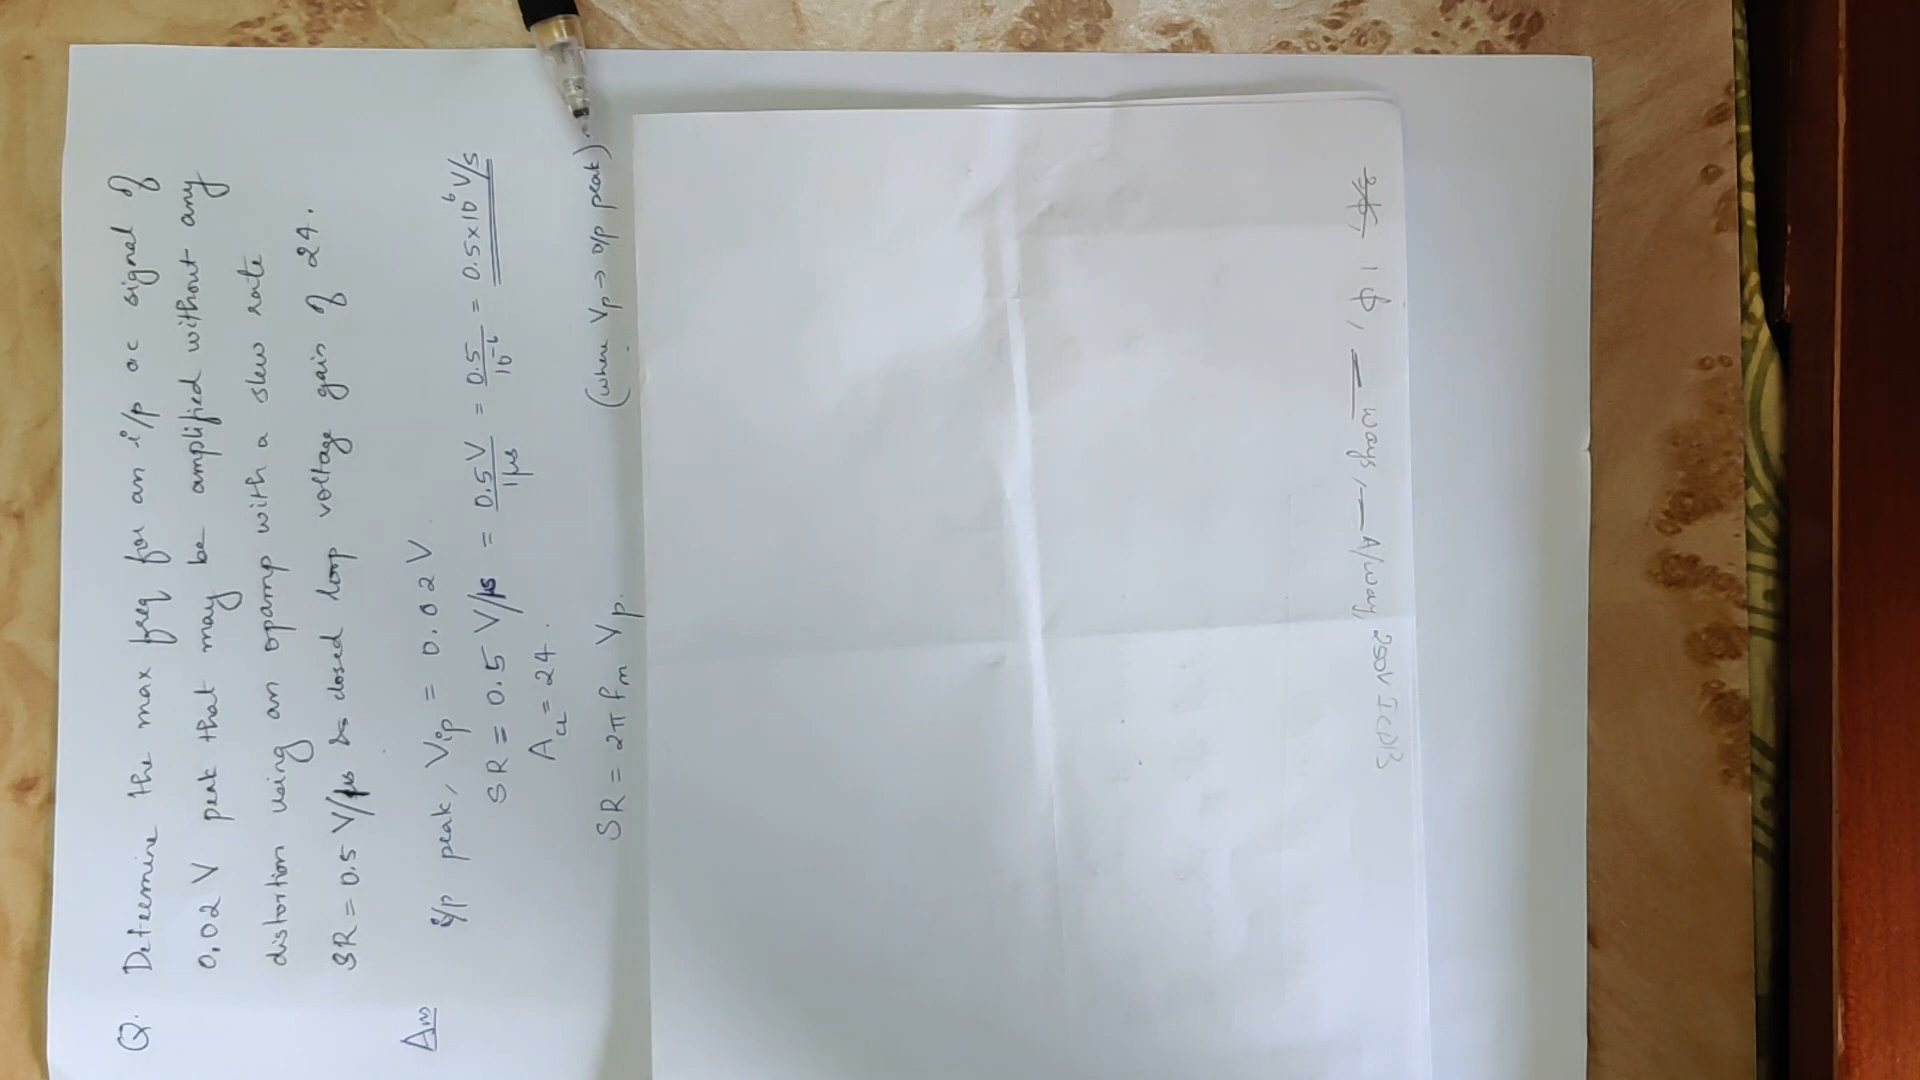 Q. Determine the max freq for an i/p ac signal of
0.02 V peak that may be amplified without any
distortion using an opamp with a slew rate
SR = 0.5 V/μs & closed loop voltage gain of 24.
Ans
i/p peak, Vip = 0.02 V
SR = 0.5 V/μs = 0.5 V / 1 μs = 0.5 / 10⁻⁶ = 0.5 × 10⁶ V/s
A_CL = 24.
SR = 2π fm Vp. (where Vp → o/p peak)
1 ϕ, — ways, — A/way, 250V